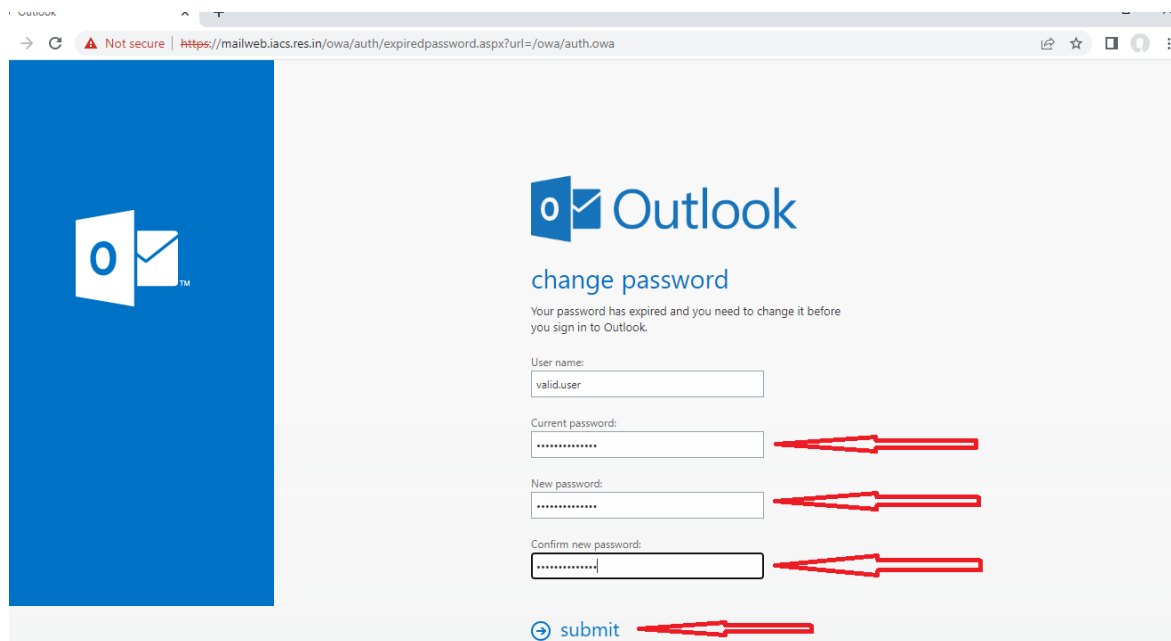 Outlook
Not secure | https://mailweb.iacs.res.in/owa/auth/expiredpassword.aspx?url=/owa/auth.owa
O
TM
O
Outlook
change password
Your password has expired and you need to change it before
you sign in to Outlook.
User name:
valid.user
Current password:
••••••••••••••
New password:
••••••••••••••
Confirm new password:
••••••••••••••
submit